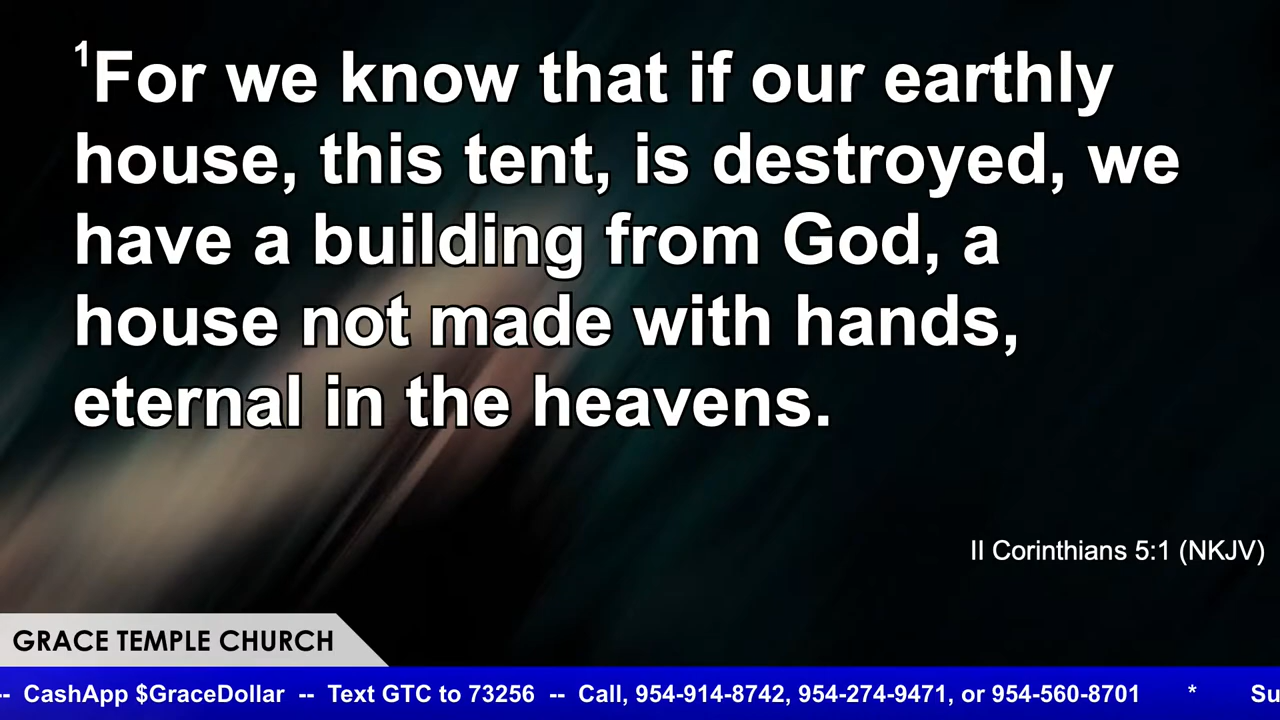 1For we know that if our earthly
house, this tent, is destroyed, we
have a building from God, a
house not made with hands,
eternal in the heavens.
II Corinthians 5:1 (NKJV)
GRACE TEMPLE CHURCH
-- CashApp $GraceDollar -- Text GTC to 73256 -- Call, 954-914-8742, 954-274-9471, or 954-560-8701 *